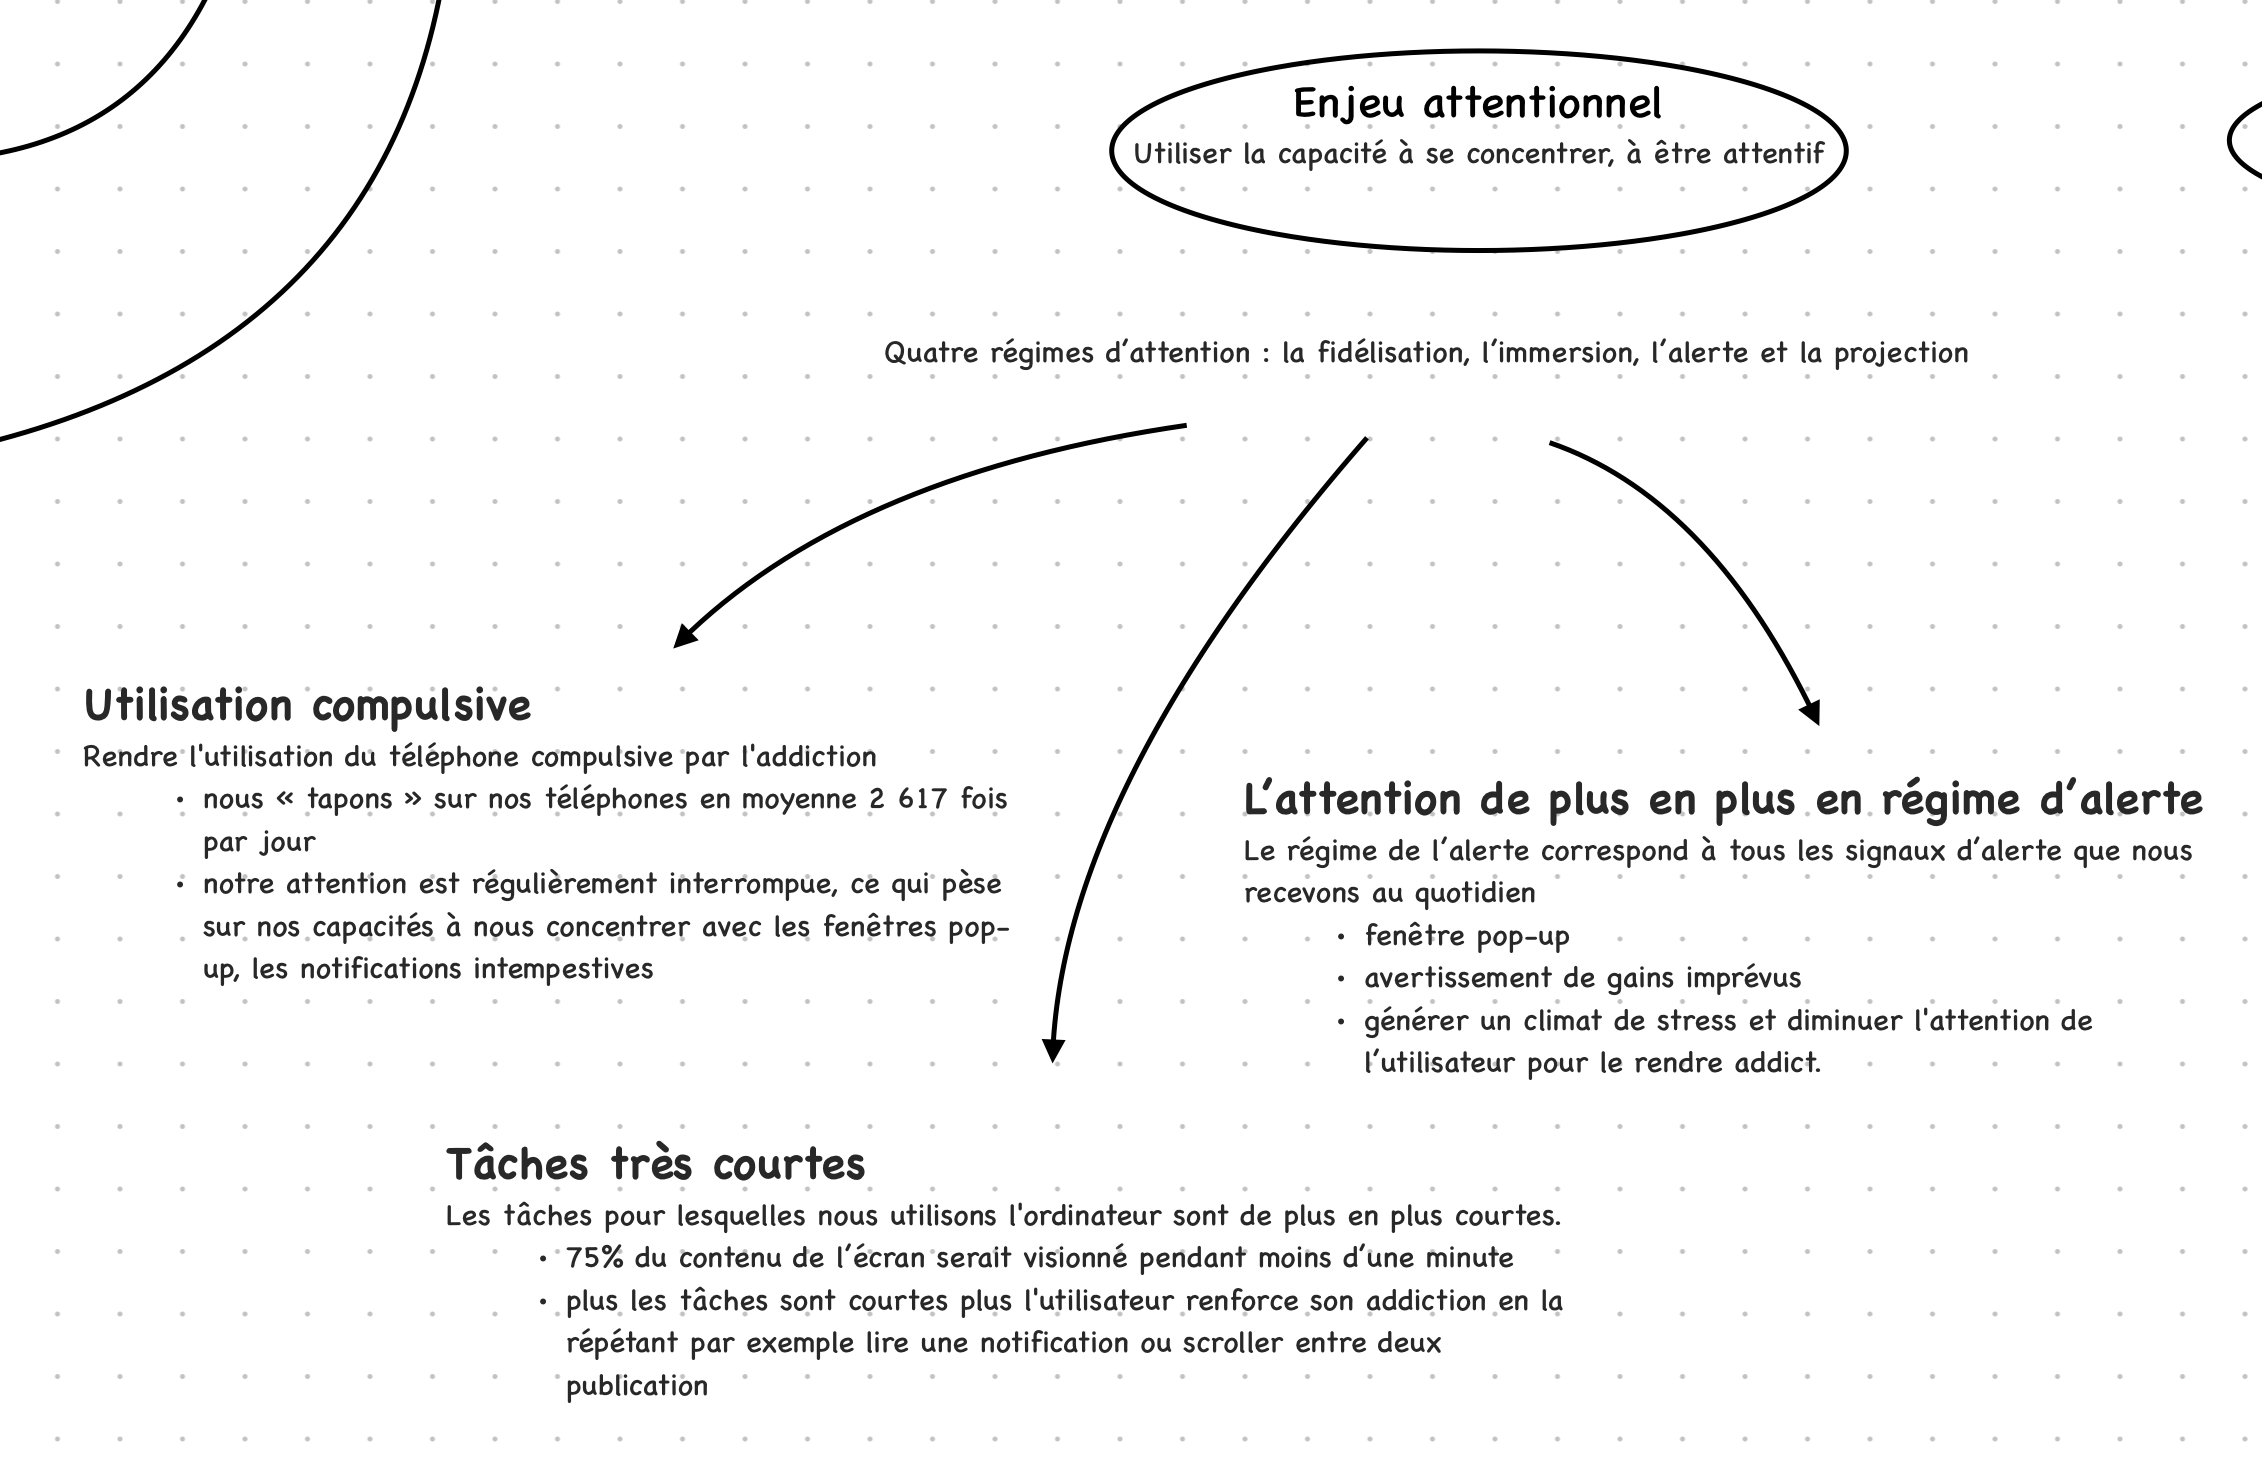 Enjeu attentionnel
Utiliser la capacité à se concentrer, à être attentif
Quatre régimes d’attention : la fidélisation, l’immersion, l’alerte et la projection
Utilisation compulsive
Rendre l'utilisation du téléphone compulsive par l'addiction
• nous « tapons » sur nos téléphones en moyenne 2 617 fois
par jour
• notre attention est régulièrement interrompue, ce qui pèse
sur nos capacités à nous concentrer avec les fenêtres pop-
up, les notifications intempestives
L’attention de plus en plus en régime d’alerte
Le régime de l’alerte correspond à tous les signaux d’alerte que nous
recevons au quotidien
• fenêtre pop-up
• avertissement de gains imprévus
• générer un climat de stress et diminuer l'attention de
l’utilisateur pour le rendre addict.
Tâches très courtes
Les tâches pour lesquelles nous utilisons l'ordinateur sont de plus en plus courtes.
• 75% du contenu de l’écran serait visionné pendant moins d’une minute
• plus les tâches sont courtes plus l'utilisateur renforce son addiction en la
répétant par exemple lire une notification ou scroller entre deux
publication